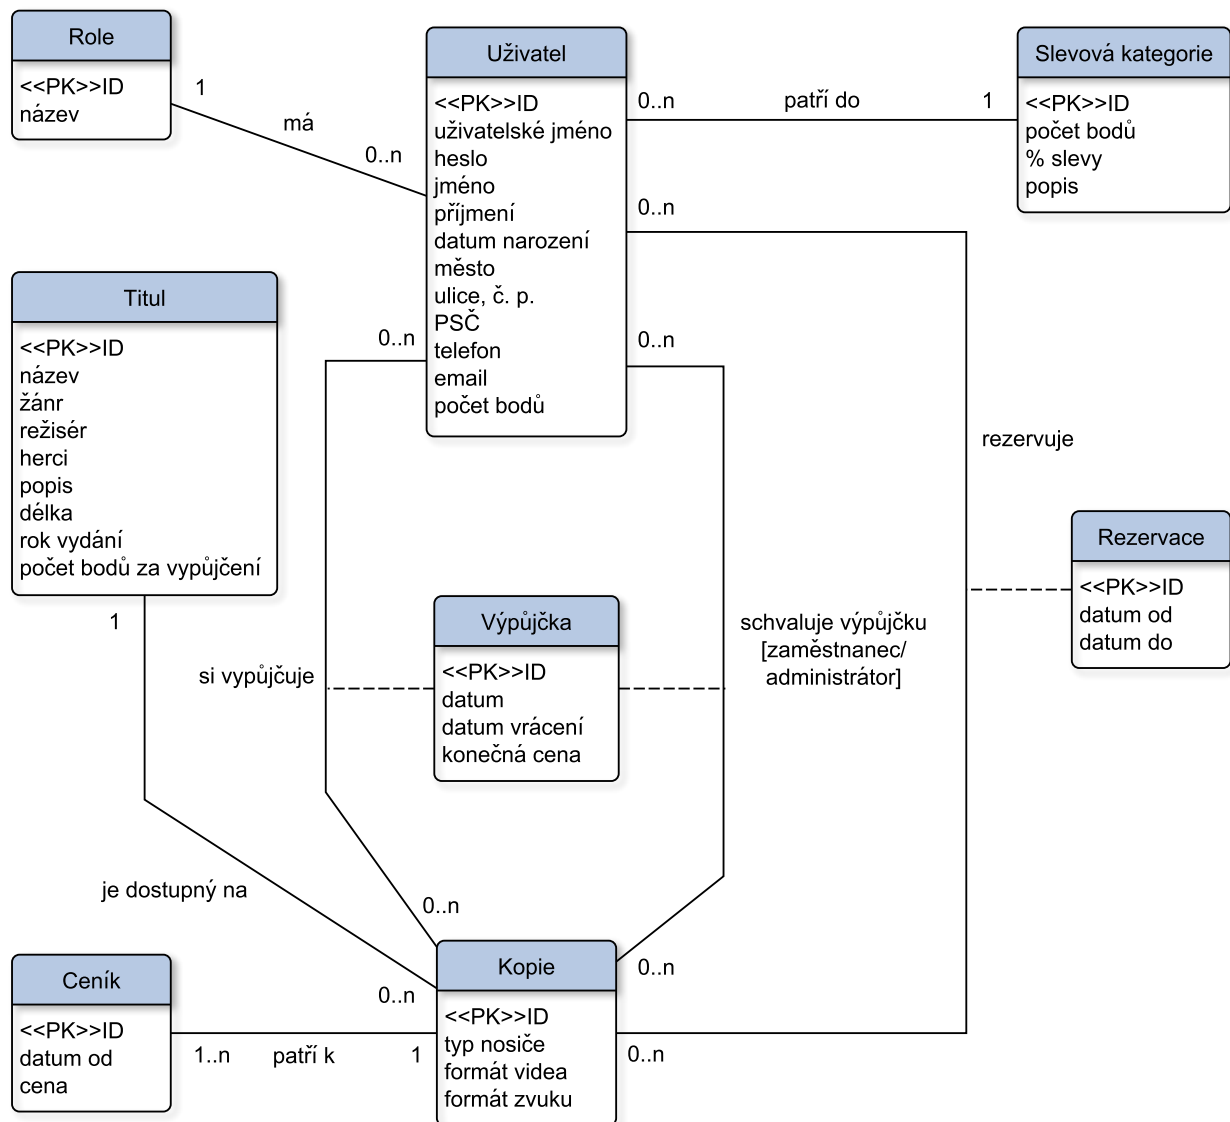 Role
<<PK>>ID
název
1
má
0..n
Uživatel
<<PK>>ID
uživatelské jméno
heslo
jméno
příjmení
datum narození
město
ulice, č. p.
PSČ
telefon
email
počet bodů
0..n
patří do
1
Slevová kategorie
<<PK>>ID
počet bodů
% slevy
popis
0..n
rezervuje
Titul
<<PK>>ID
název
žánr
režisér
herci
popis
délka
rok vydání
počet bodů za vypůjčení
0..n
0..n
1
si vypůjčuje
Výpůjčka
<<PK>>ID
datum
datum vrácení
konečná cena
schvaluje výpůjčku
[zaměstnanec/
administrátor]
Rezervace
<<PK>>ID
datum od
datum do
je dostupný na
0..n
0..n
0..n
Ceník
<<PK>>ID
datum od
cena
1..n
patří k
1
Kopie
<<PK>>ID
typ nosiče
formát videa
formát zvuku
0..n